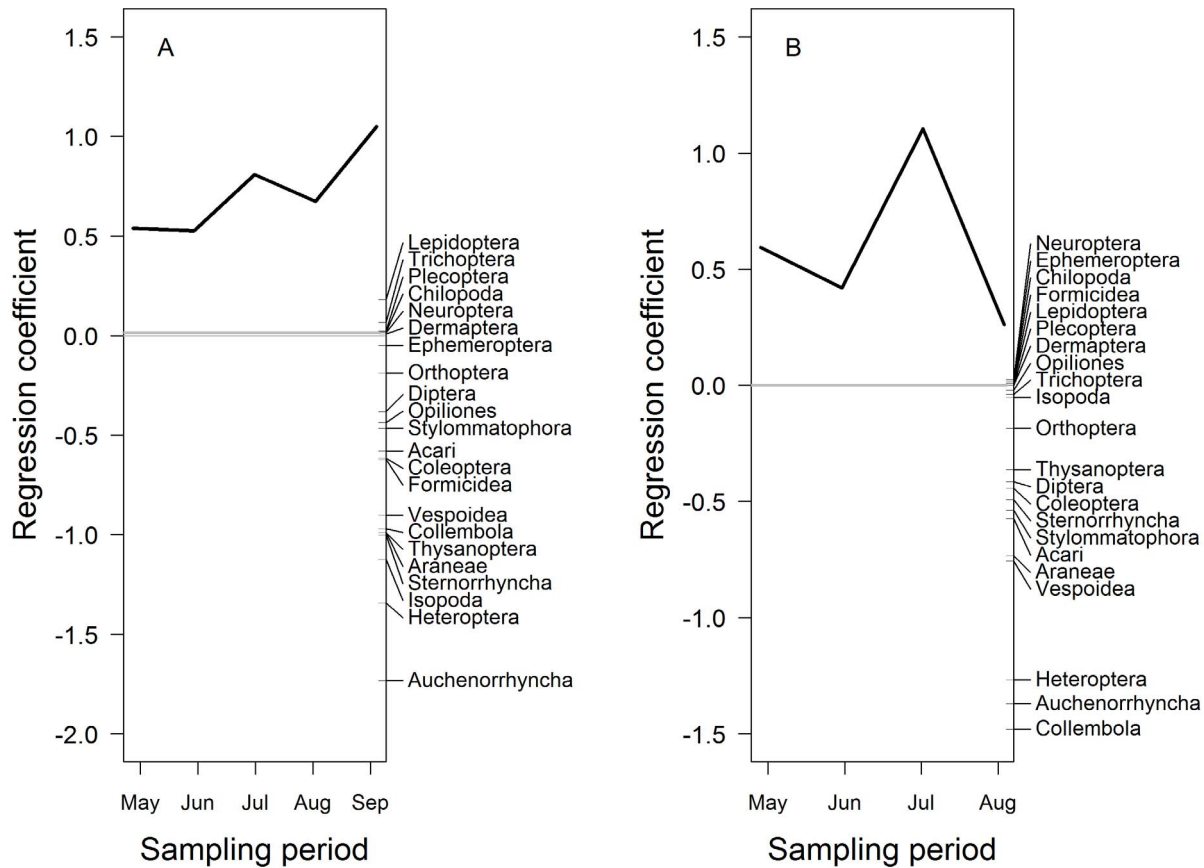 A
Regression coefficient
1.5
1.0
0.5
0.0
-0.5
-1.0
-1.5
-2.0
Lepidoptera
Trichoptera
Plecoptera
Chilopoda
Neuroptera
Dermaptera
Ephemeroptera
Orthoptera
Diptera
Opiliones
Stylommatophora
Acari
Coleoptera
Formicidea
Vespoidea
Collembola
Thysanoptera
Araneae
Sternorrhyncha
Isopoda
Heteroptera
Auchenorrhyncha
May Jun Jul Aug Sep
Sampling period
B
Regression coefficient
1.5
1.0
0.5
0.0
-0.5
-1.0
-1.5
Neuroptera
Ephemeroptera
Chilopoda
Formicidea
Lepidoptera
Plecoptera
Dermaptera
Opiliones
Trichoptera
Isopoda
Orthoptera
Thysanoptera
Diptera
Coleoptera
Sternorrhyncha
Stylommatophora
Acari
Araneae
Vespoidea
Heteroptera
Auchenorrhyncha
Collembola
May Jun Jul Aug
Sampling period